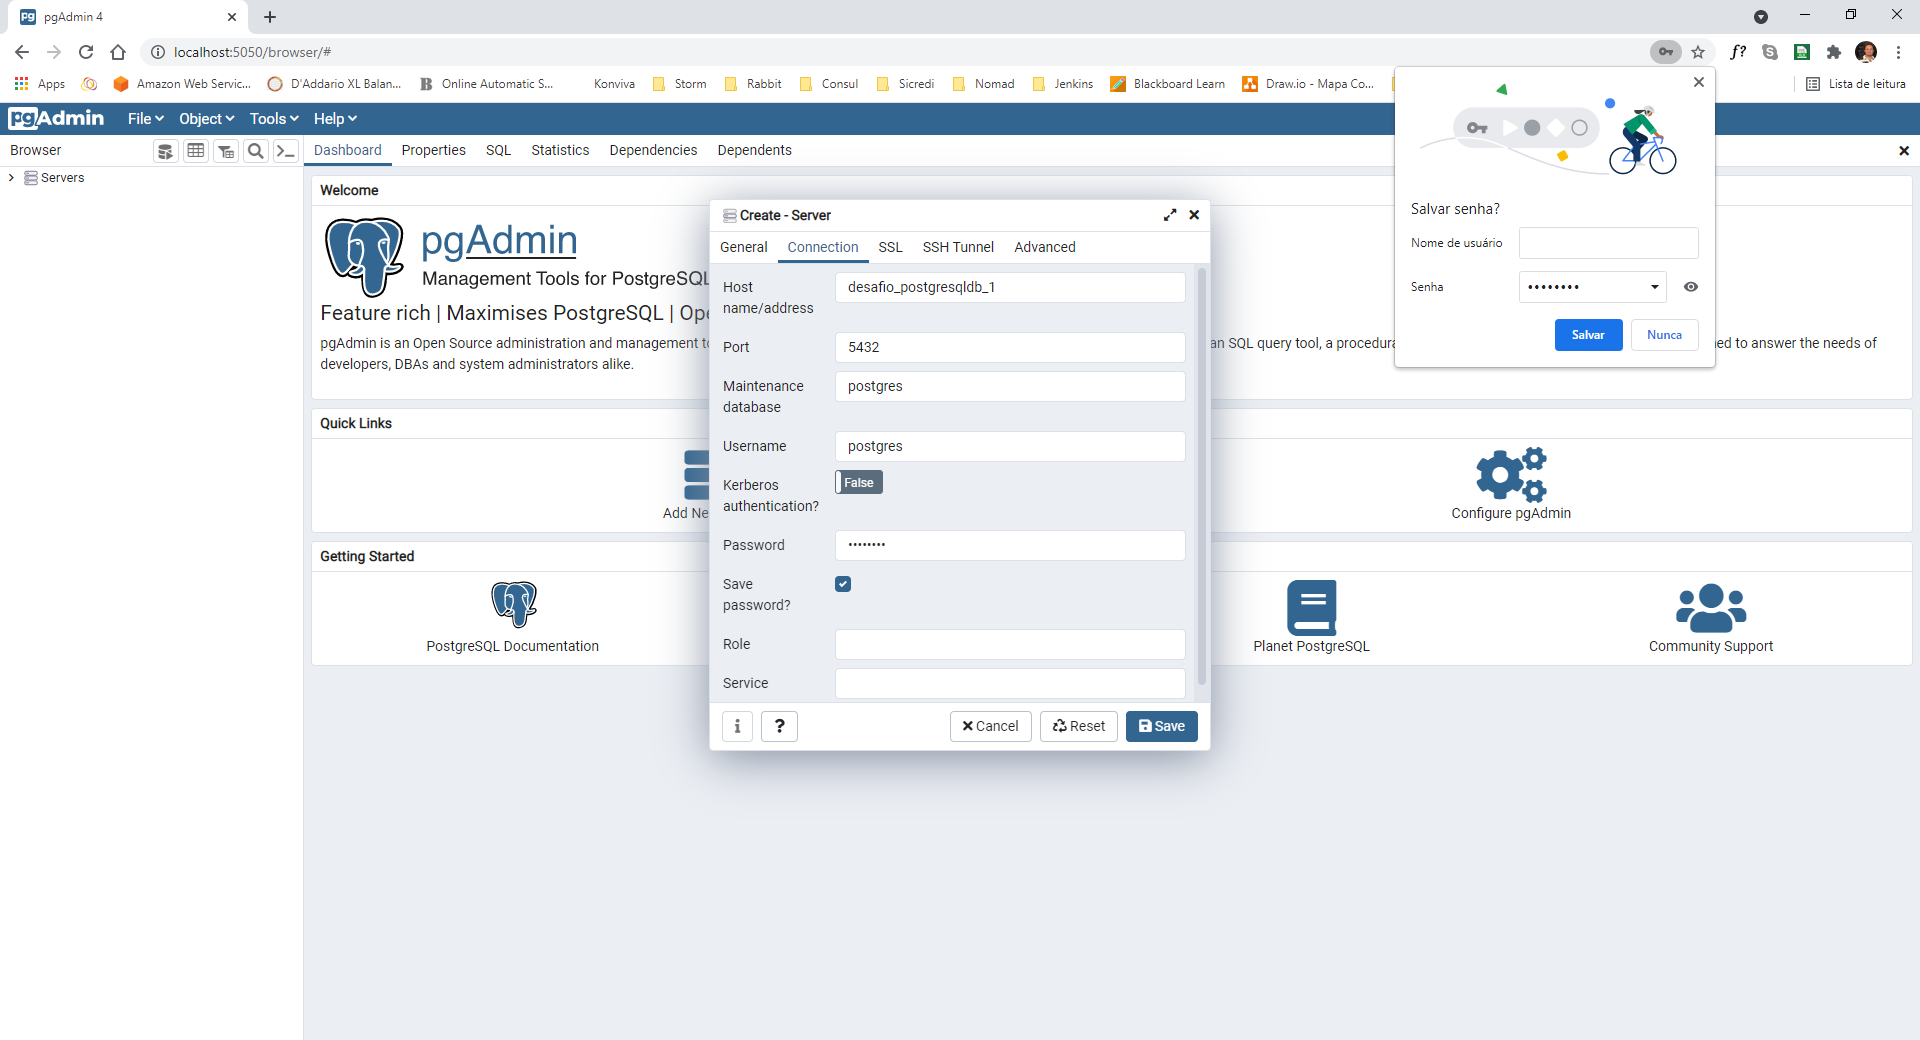 pgAdmin 4
localhost:5050/browser/#
f?
Apps
Amazon Web Servic...
D'Addario XL Balan...
Online Automatic S...
Konviva
Storm
Rabbit
Consul
Sicredi
Nomad
Jenkins
Blackboard Learn
Draw.io - Mapa Co...
Lista de leitura
pgAdmin
File
Object
Tools
Help
Browser
Dashboard
Properties
SQL
Statistics
Dependencies
Dependents
Servers
Welcome
pgAdmin
Management Tools for PostgreSQL
Feature rich | Maximises PostgreSQL | Ope
pgAdmin is an Open Source administration and management to
an SQL query tool, a procedura
ed to answer the needs of
developers, DBAs and system administrators alike.
Quick Links
Add Ne
Configure pgAdmin
Getting Started
PostgreSQL Documentation
Planet PostgreSQL
Community Support
Create - Server
General
Connection
SSL
SSH Tunnel
Advanced
Host name/address
desafio_postgresqldb_1
Port
5432
Maintenance database
postgres
Username
postgres
Kerberos authentication?
False
Password
••••••••
Save password?
Role
Service
i
?
Cancel
Reset
Save
Salvar senha?
Nome de usuário
Senha
••••••••
Salvar
Nunca